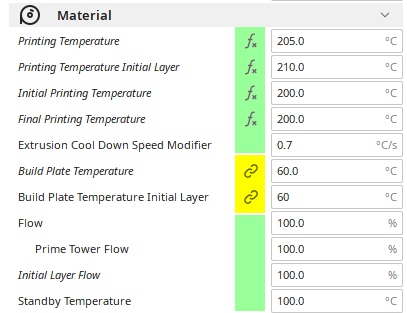 Material
Printing Temperature 205.0 °C
Printing Temperature Initial Layer 210.0 °C
Initial Printing Temperature 200.0 °C
Final Printing Temperature 200.0 °C
Extrusion Cool Down Speed Modifier 0.7 °C/s
Build Plate Temperature 60.0 °C
Build Plate Temperature Initial Layer 60 °C
Flow 100.0 %
Prime Tower Flow 100.0 %
Initial Layer Flow 100.0 %
Standby Temperature 100.0 °C